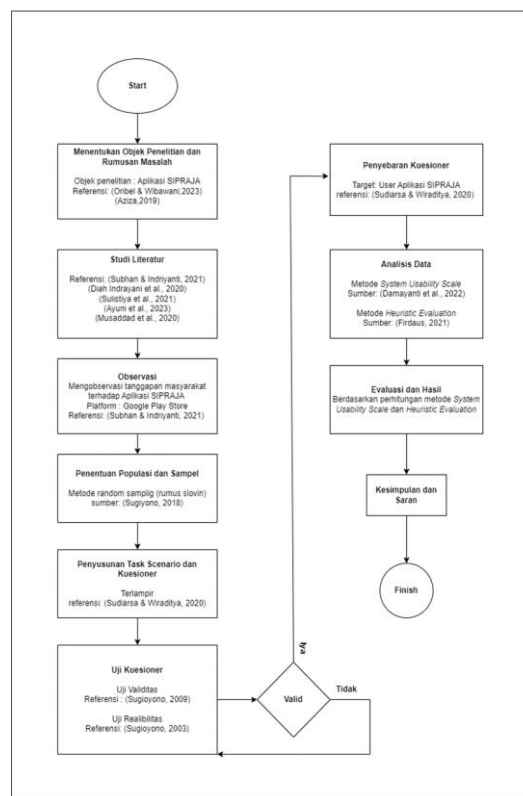 Start
Menentukan Objek Penelitian dan
Rumusan Masalah
Objek penelitian : Aplikasi SIPRAJA
Referensi: (Oribel & Wibawani,2023)
(Aziza,2019)
Studi Literatur
Referensi: (Subhan & Indriyanti, 2021)
(Diah Indrayani et al., 2020)
(Sulistiya et al., 2021)
(Ayuni et al., 2023)
(Musaddad et al., 2020)
Observasi
Mengobservasi tanggapan masyarakat
terhadap Aplikasi SIPRAJA
Platform : Google Play Store
Referensi: (Subhan & Indriyanti, 2021)
Penentuan Populasi dan Sampel
Metode random samplig (rumus slovin)
sumber: (Sugiyono, 2018)
Penyusunan Task Scenario dan
Kuesioner
Terlampir
referensi: (Sudiarsa & Wiraditya, 2020)
Uji Kuesioner
Uji Validitas
Referensi : (Sugioyono, 2009)
Uji Realibilitas
Referensi: (Sugioyono, 2003)
Valid
Tidak
Iya
Penyebaran Kuesioner
Target: User Aplikasi SIPRAJA
referensi: (Sudiarsa & Wiraditya, 2020)
Analisis Data
Metode System Usability Scale
Sumber: (Damayanti et al., 2022)
Metode Heuristic Evaluation
Sumber: (Firdaus, 2021)
Evaluasi dan Hasil
Berdasarkan perhitungan metode System
Usability Scale dan Heuristic Evaluation
Kesimpulan dan
Saran
Finish